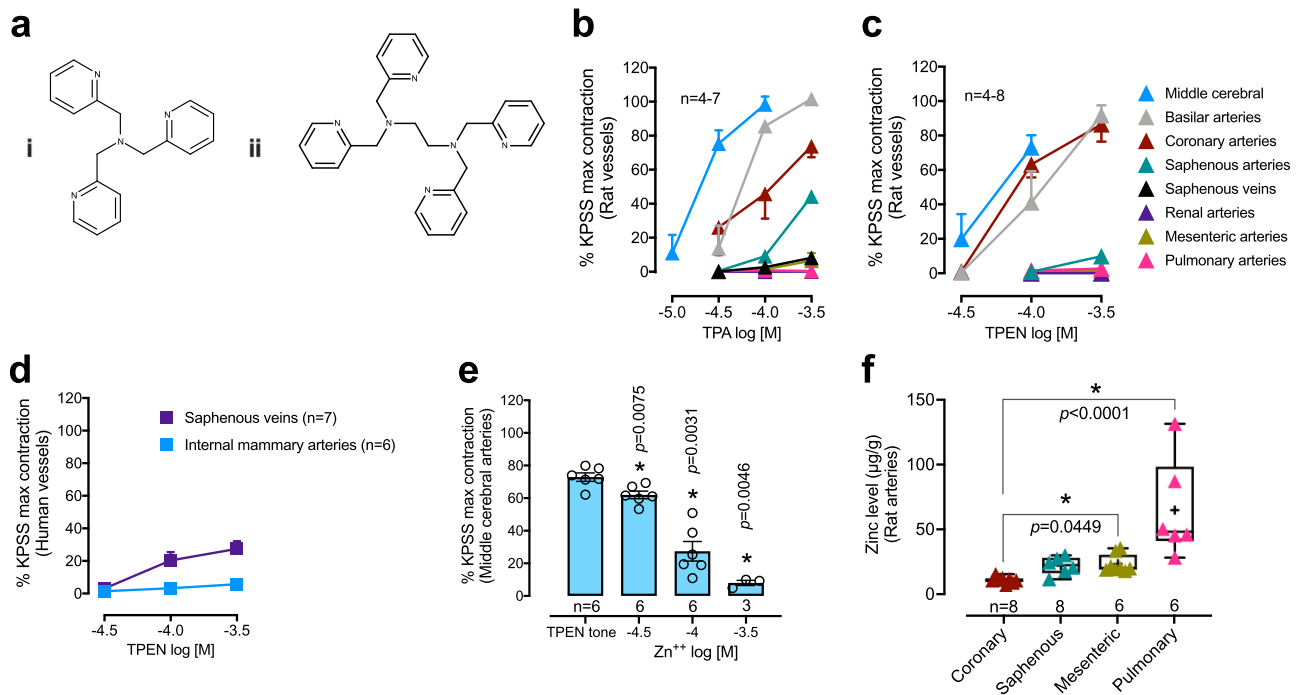 a
i
N
N
N
N
ii
N
N
N
N
N
N
b
% KPSS max contraction
(Rat vessels)
120
100
80
60
40
20
0
n=4-7
-5.0
-4.5
-4.0
-3.5
TPA log [M]
c
% KPSS max contraction
(Rat vessels)
120
100
80
60
40
20
0
n=4-8
-4.5
-4.0
-3.5
TPEN log [M]
Middle cerebral
Basilar arteries
Coronary arteries
Saphenous arteries
Saphenous veins
Renal arteries
Mesenteric arteries
Pulmonary arteries
d
% KPSS max contraction
(Human vessels)
120
100
80
60
40
20
0
Saphenous veins (n=7)
Internal mammary arteries (n=6)
-4.5
-4.0
-3.5
TPEN log [M]
e
% KPSS max contraction
(Middle cerebral arteries)
120
100
80
60
40
20
0
* p=0.0075
* p=0.0031
* p=0.0046
n=6
6
6
3
TPEN tone
-4.5
-4
-3.5
Zn⁺⁺ log [M]
f
Zinc level (µg/g)
(Rat arteries)
150
100
50
0
*
p<0.0001
*
p=0.0449
n=8
8
6
6
Coronary
Saphenous
Mesenteric
Pulmonary